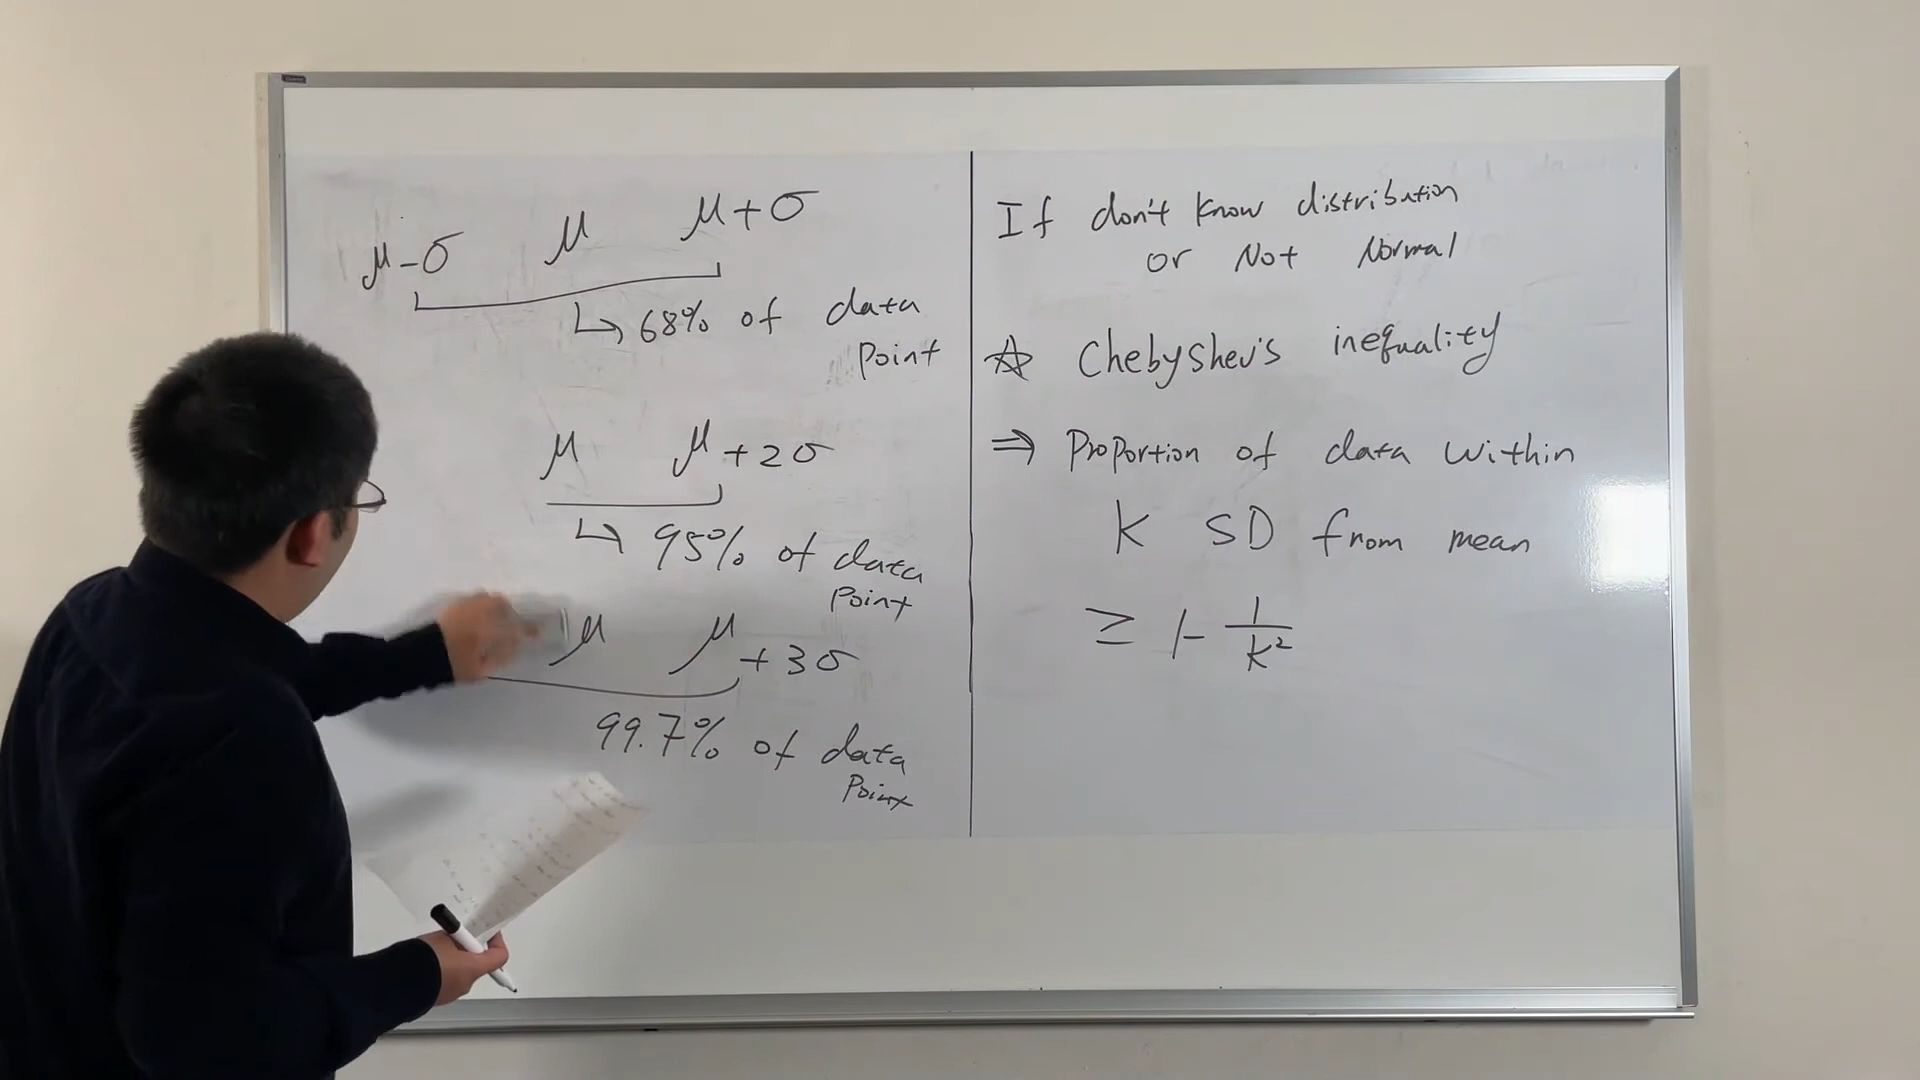 μ-σ μ μ+σ
↳ 68% of data
Point
μ μ+2σ
↳ 95% of data
Point
μ μ+3σ
99.7% of data
Point
If don't know distribution
or Not Normal
☆ Chebyshev's inequality
⇒ Proportion of data within
K SD from mean
≥ 1-1/k²